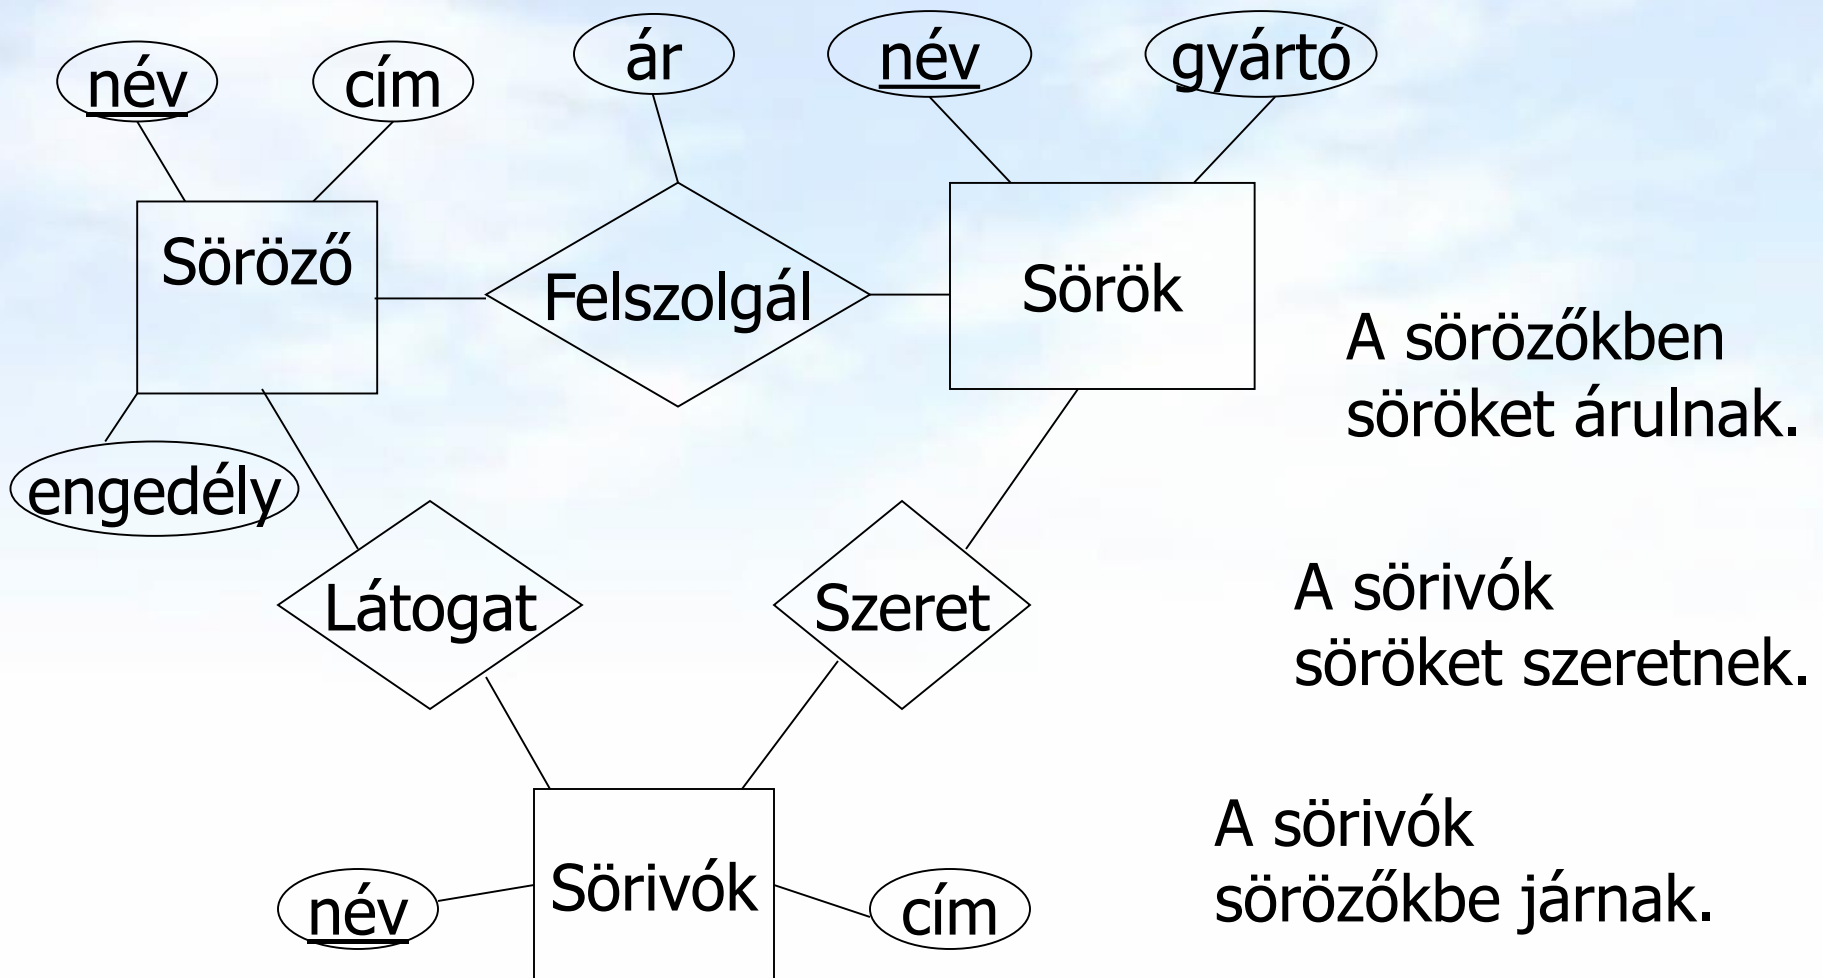 név
cím
ár
név
gyártó
Söröző
Felszolgál
Sörök
A sörözőkben
söröket árulnak.
engedély
Látogat
Szeret
A sörivók
söröket szeretnek.
Sörivók
név
cím
A sörivók
sörözőkbe járnak.